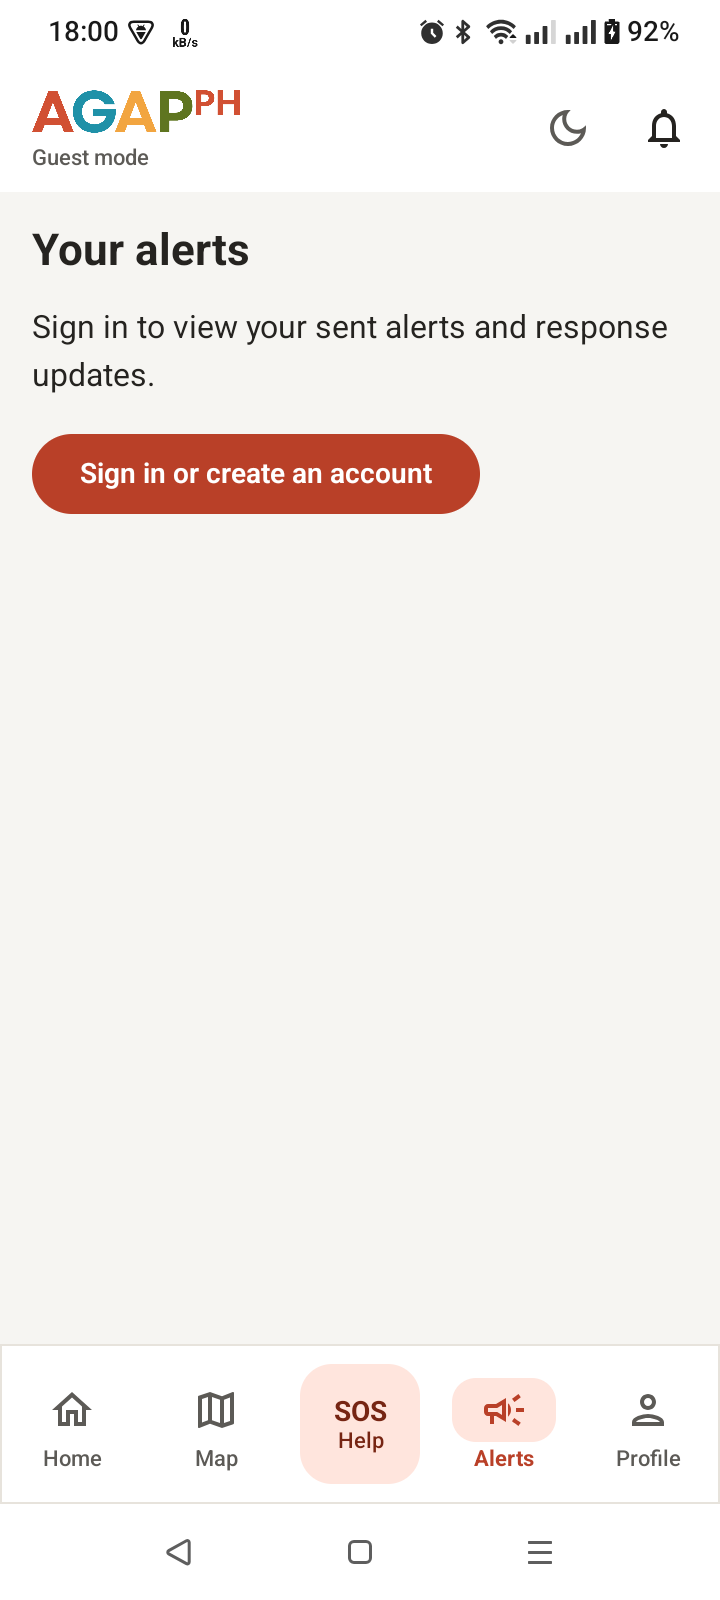 18:00
0
kB/s
92%
AGAPPH
Guest mode
Your alerts
Sign in to view your sent alerts and response
updates.
Sign in or create an account
SOS
Help
Home
Map
Alerts
Profile